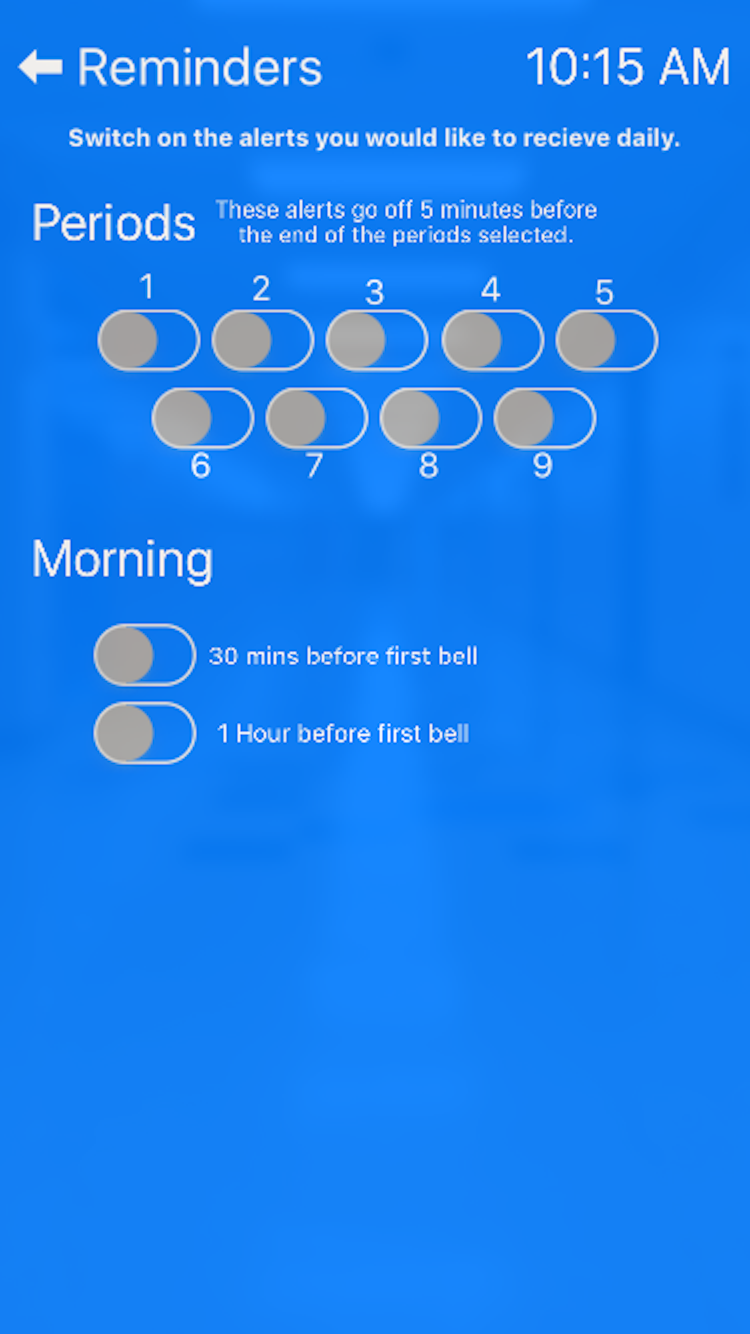 Reminders 10:15 AM
Switch on the alerts you would like to recieve daily.
Periods
These alerts go off 5 minutes before
the end of the periods selected.
1 2 3 4 5
6 7 8 9
Morning
30 mins before first bell
1 Hour before first bell